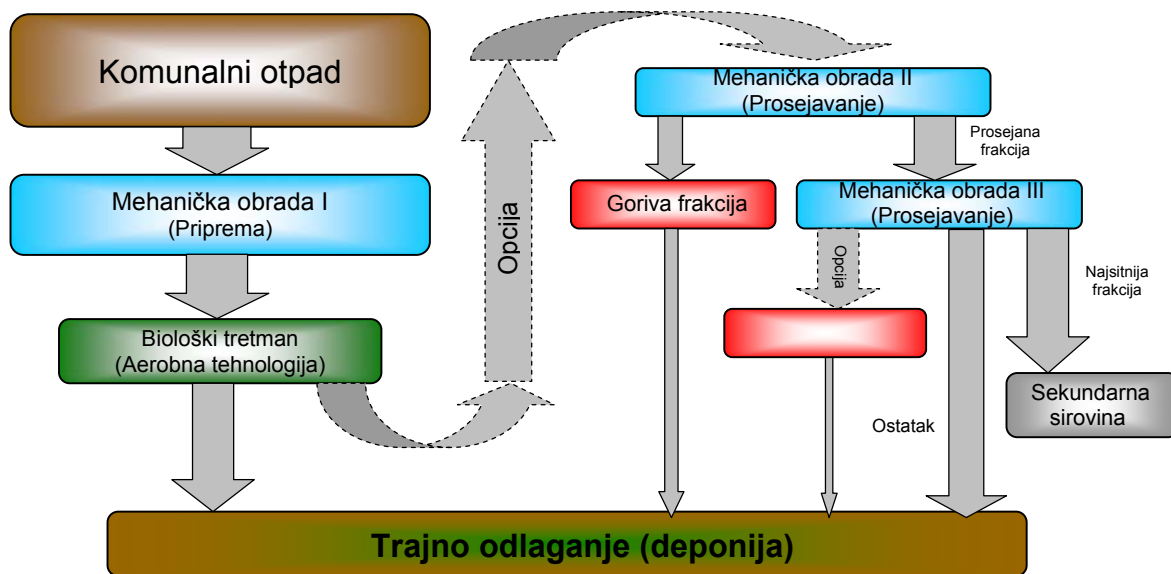 Komunalni otpad
Mehanička obrada I
(Priprema)
Biološki tretman
(Aerobna tehnologija)
Opcija
Mehanička obrada II
(Prosejavanje)
Prosejana
frakcija
Goriva frakcija
Mehanička obrada III
(Prosejavanje)
Opcija
Najsitnija
frakcija
Sekundarna
sirovina
Ostatak
Trajno odlaganje (deponija)